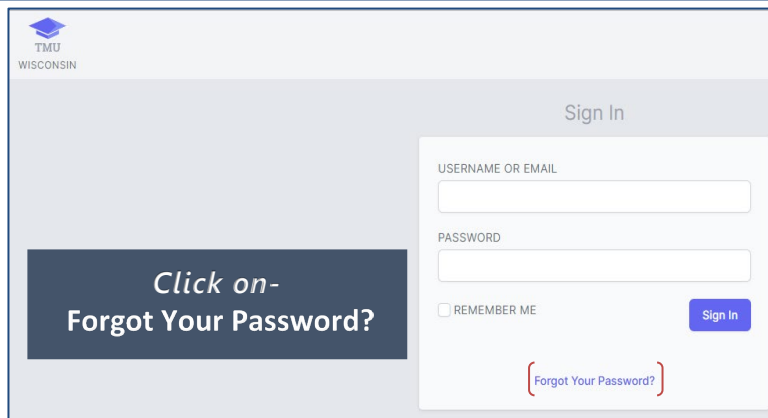 TMU
WISCONSIN
Sign In
USERNAME OR EMAIL
PASSWORD
Click on-
Forgot Your Password?
REMEMBER ME
Sign In
Forgot Your Password?